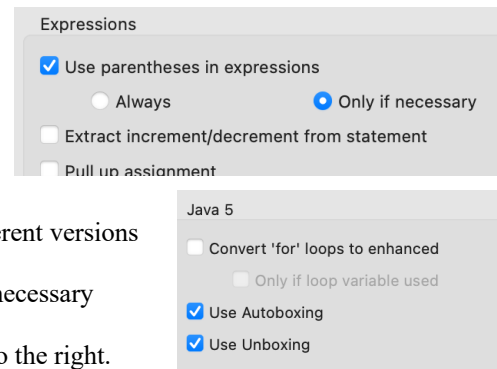 Expressions
Use parentheses in expressions
Always Only if necessary
Extract increment/decrement from statement
Pull up assignment
versions
necessary
the right.
Java 5
Convert 'for' loops to enhanced
Only if loop variable used
Use Autoboxing
Use Unboxing